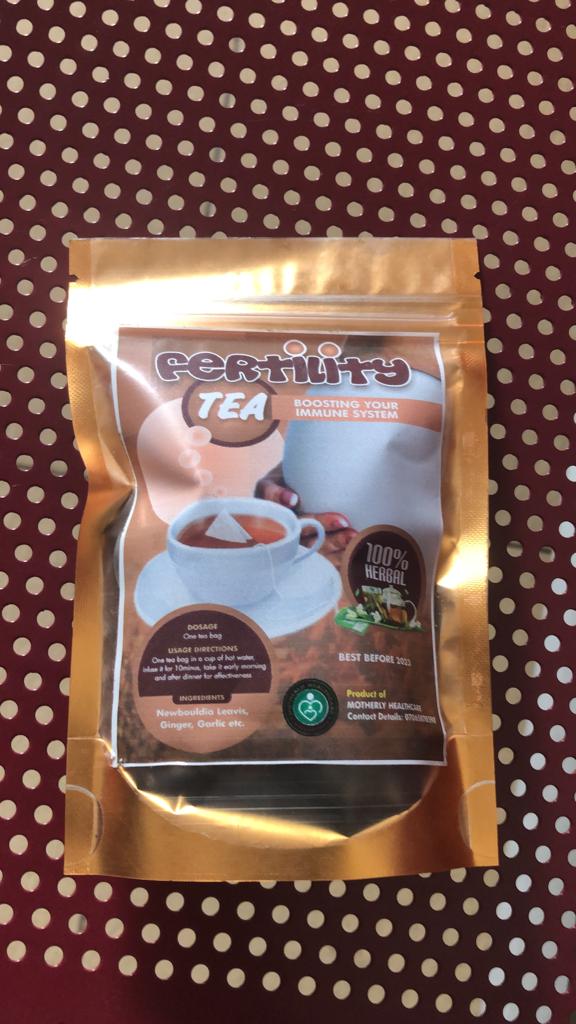 Fertility
TEA
BOOSTING YOUR
IMMUNE SYSTEM
100%
HERBAL
DOSAGE
One tea bag
USAGE DIRECTIONS
One tea bag in a cup of hot water,
infuse it for 10minus, take it early morning
and after dinner for effectiveness
INGREDIENTS
Newbouldia Leavis,
Ginger, Garlic etc.
BEST BEFORE 2023
Product of
MOTHERLY HEALTHCARE
Contact Details: